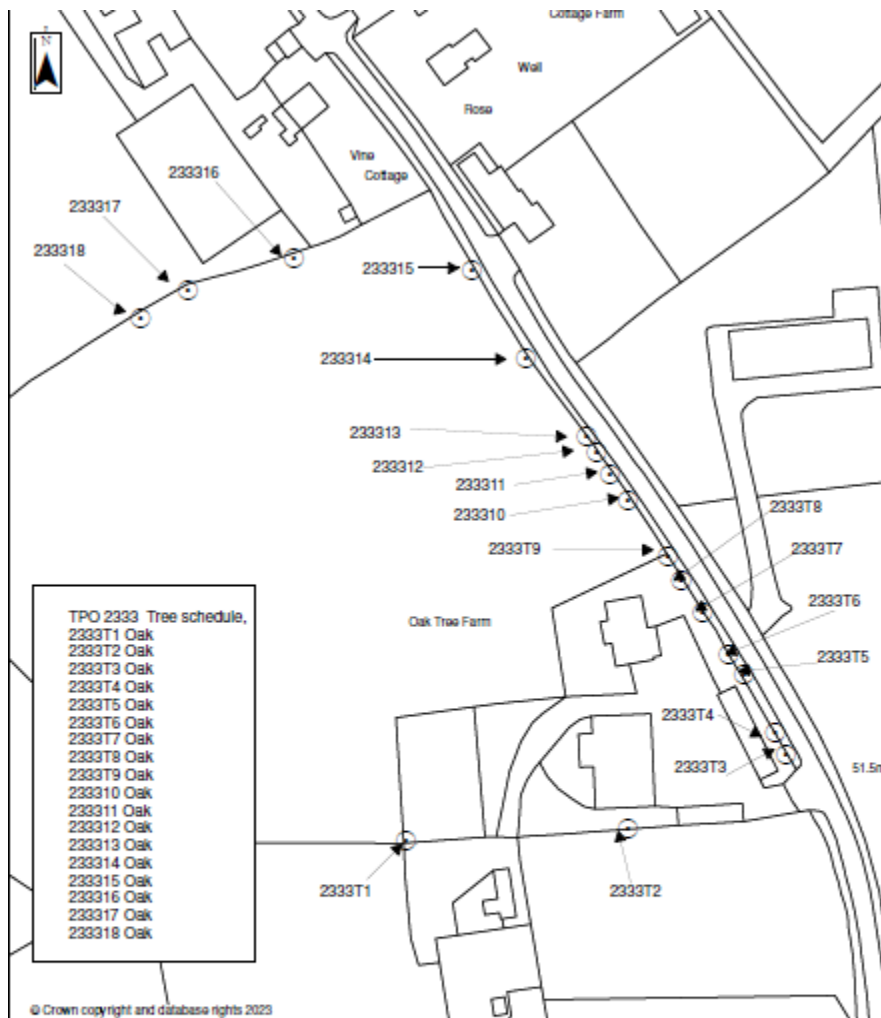 Cottage Farm
N
Well
Rose
Vine
Cottage
233316
233317
233318
233315
233314
233313
233312
233311
233310
2333T8
2333T9
2333T7
2333T6
Oak Tree Farm
2333T5
2333T4
2333T3
51.5m
2333T1
2333T2
TPO 2333 Tree schedule,
2333T1 Oak
2333T2 Oak
2333T3 Oak
2333T4 Oak
2333T5 Oak
2333T6 Oak
2333T7 Oak
2333T8 Oak
2333T9 Oak
233310 Oak
233311 Oak
233312 Oak
233313 Oak
233314 Oak
233315 Oak
233316 Oak
233317 Oak
233318 Oak
© Crown copyright and database rights 2023